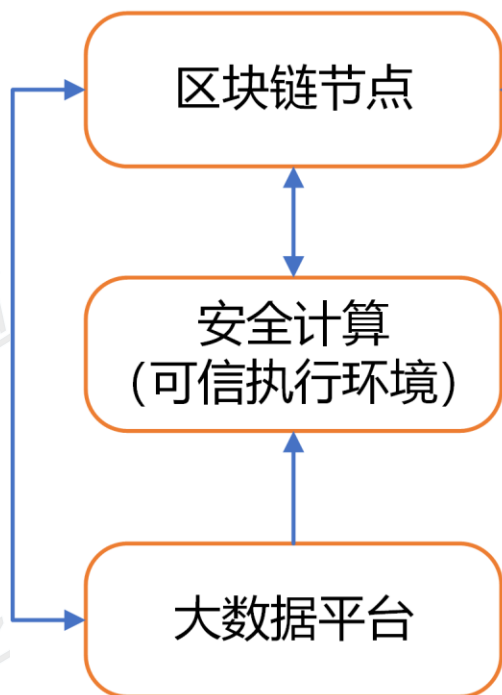 区块链节点
安全计算
（可信执行环境）
大数据平台